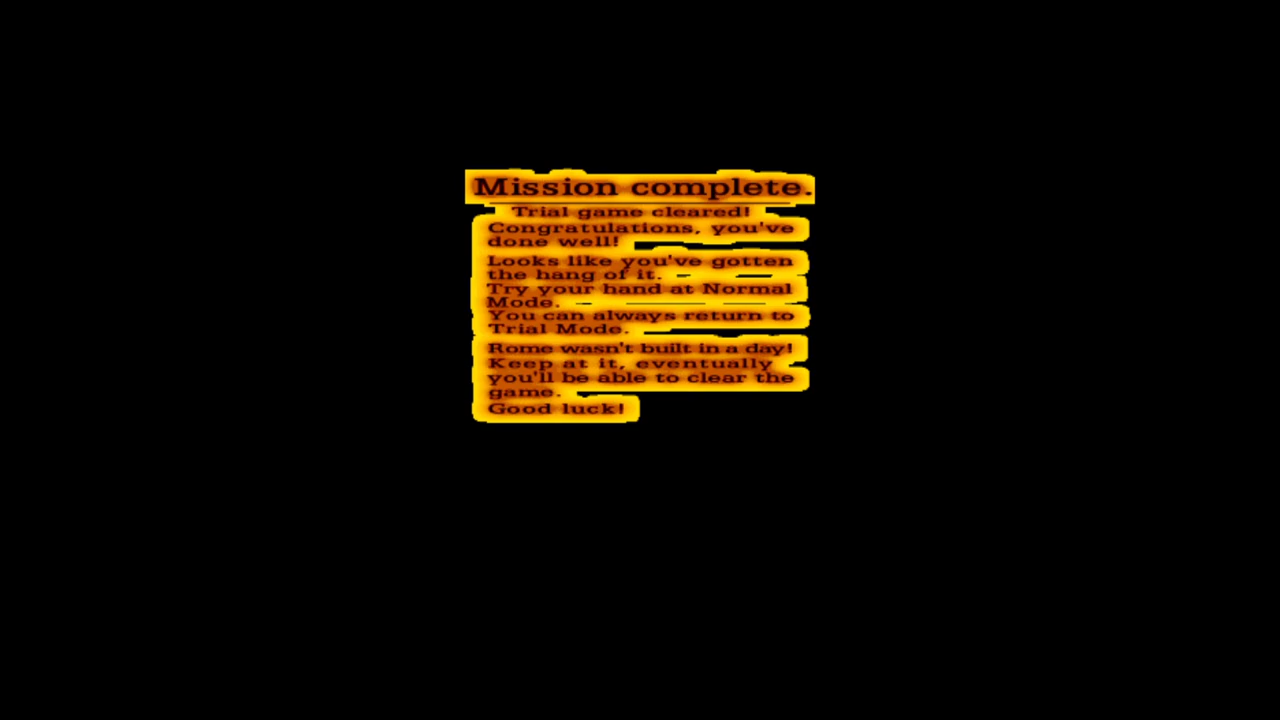 Mission complete.
Trial game cleared!
Congratulations, you've
done well!
Looks like you've gotten
the hang of it.
Try your hand at Normal
Mode.
You can always return to
Trial Mode.
Rome wasn't built in a day!
Keep at it, eventually
you'll be able to clear the
game.
Good luck!